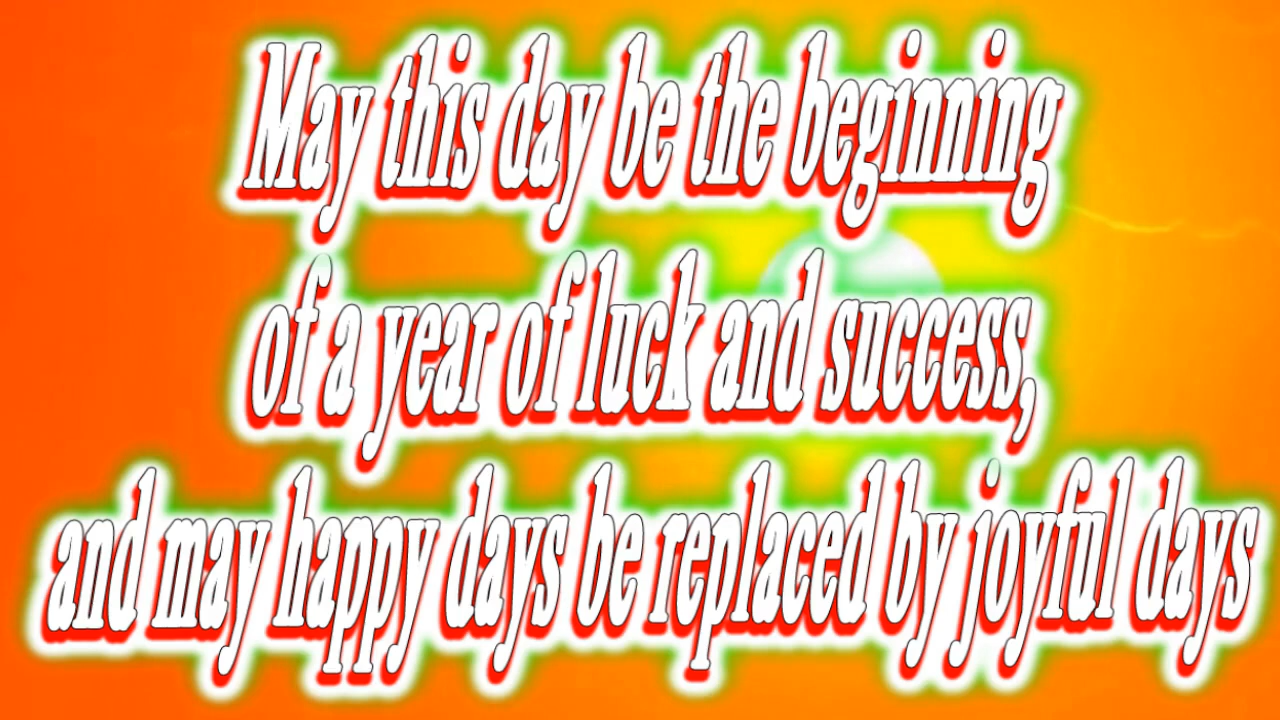 May this day be the beginning
of a year of luck and success,
and may happy days be replaced by joyful days